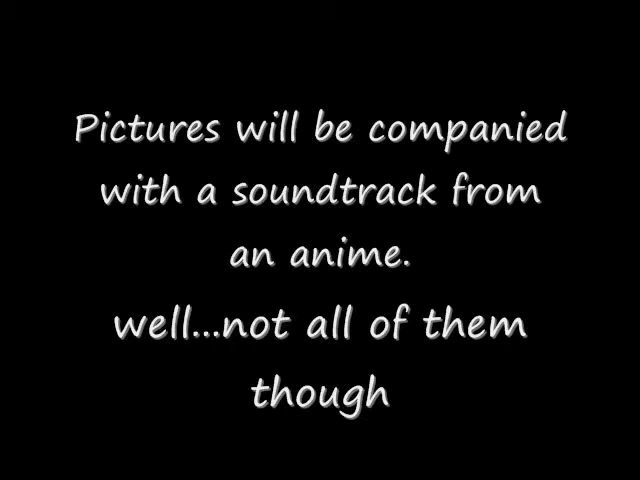 Pictures will be companied
with a soundtrack from
an anime.
well...not all of them
though